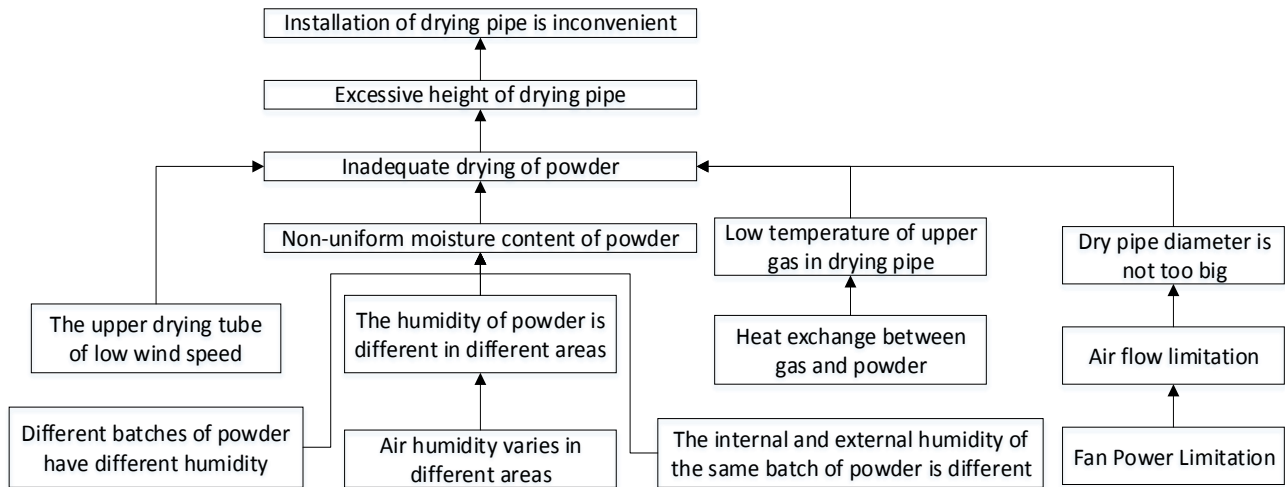 Installation of drying pipe is inconvenient
Excessive height of drying pipe
Inadequate drying of powder
Non-uniform moisture content of powder
Low temperature of upper
gas in drying pipe
Dry pipe diameter is
not too big
The upper drying tube
of low wind speed
The humidity of powder is
different in different areas
Heat exchange between
gas and powder
Air flow limitation
Different batches of powder
have different humidity
Air humidity varies in
different areas
The internal and external humidity of
the same batch of powder is different
Fan Power Limitation